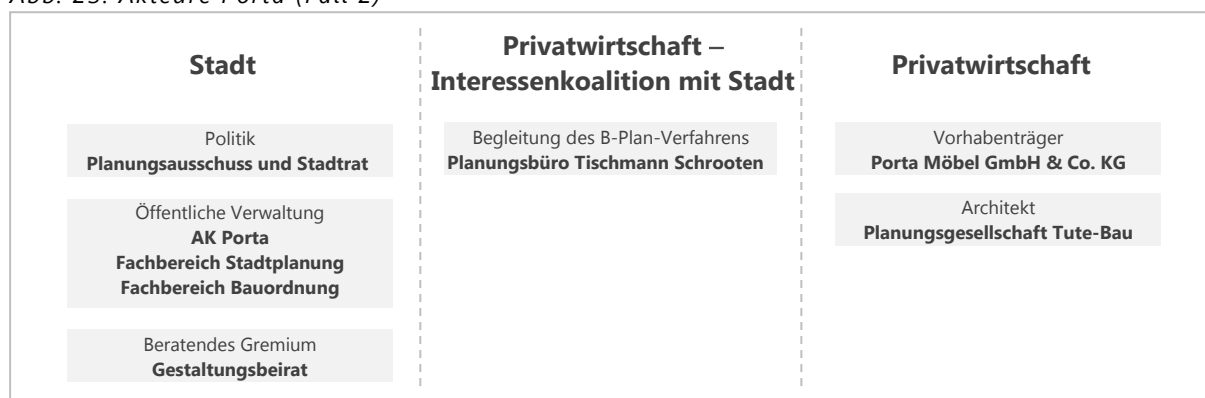 Abb. 25: Akteure Porta (Fall 2)
Stadt
Politik
Planungsausschuss und Stadtrat
Öffentliche Verwaltung
AK Porta
Fachbereich Stadtplanung
Fachbereich Bauordnung
Beratendes Gremium
Gestaltungsbeirat
Privatwirtschaft –
Interessenkoalition mit Stadt
Begleitung des B-Plan-Verfahrens
Planungsbüro Tischmann Schrooten
Privatwirtschaft
Vorhabenträger
Porta Möbel GmbH & Co. KG
Architekt
Planungsgesellschaft Tute-Bau